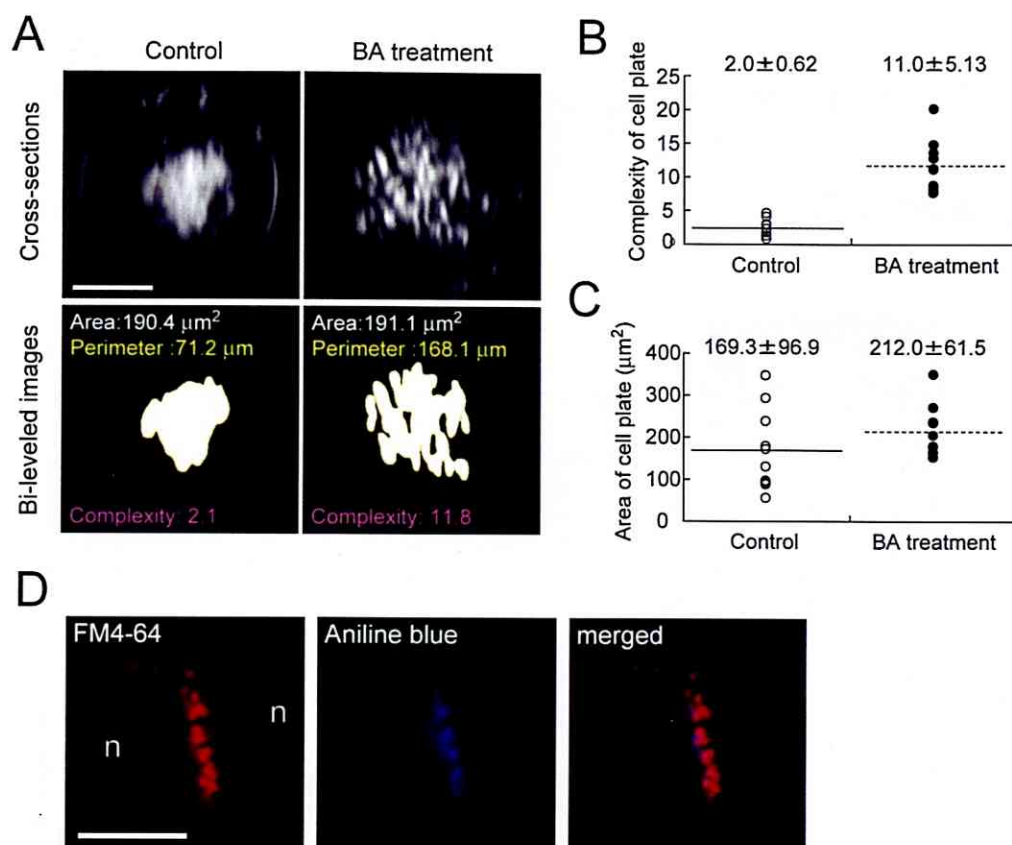 A
Control
BA treatment
Cross-sections
Bi-leveled images
Area:190.4 μm²
Perimeter :71.2 μm
Complexity: 2.1
Area:191.1 μm²
Perimeter :168.1 μm
Complexity: 11.8
B
2.0±0.62
11.0±5.13
Complexity of cell plate
25
20
15
10
5
0
Control
BA treatment
C
169.3±96.9
212.0±61.5
Area of cell plate (μm²)
400
300
200
100
0
Control
BA treatment
D
FM4-64
n
n
Aniline blue
merged